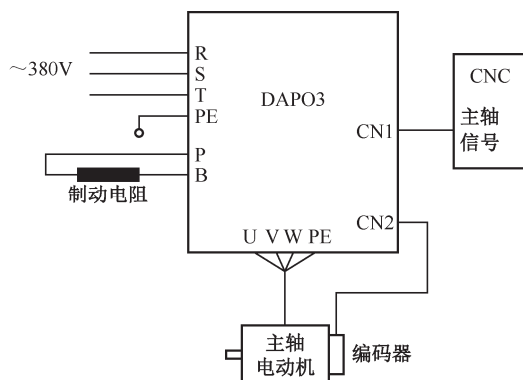 ～380V
R
S
T
PE
P
B
制动电阻
DAPO3
CN1
CN2
U V W PE
CNC
主轴
信号
主轴
电动机
编码器